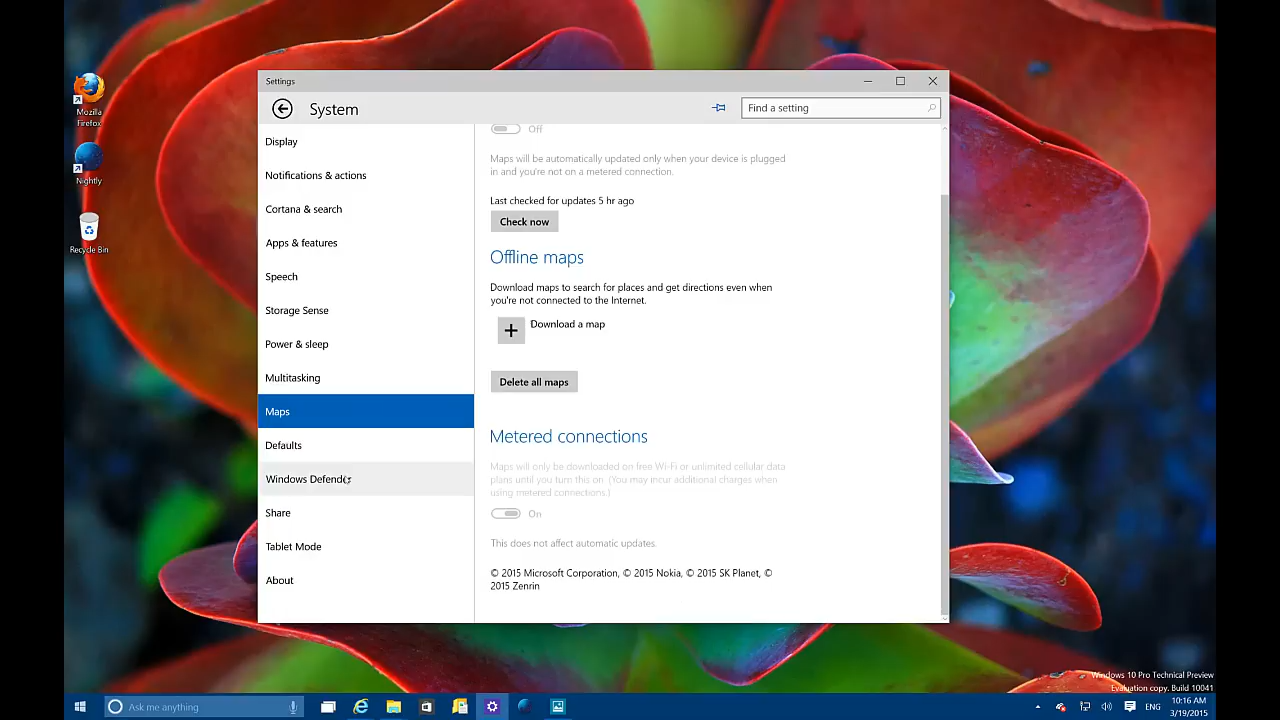 Mozilla
Firefox
Nightly
Recycle Bin
Settings
System
Find a setting
Display
Notifications & actions
Cortana & search
Apps & features
Speech
Storage Sense
Power & sleep
Multitasking
Maps
Defaults
Windows Defender
Share
Tablet Mode
About
Off
Maps will be automatically updated only when your device is plugged
in and you're not on a metered connection.
Last checked for updates 5 hr ago
Check now
Offline maps
Download maps to search for places and get directions even when
you're not connected to the Internet.
Download a map
Delete all maps
Metered connections
Maps will only be downloaded on free Wi-Fi or unlimited cellular data
plans until you turn this on. (You may incur additional charges when
using metered connections.)
On
This does not affect automatic updates.
© 2015 Microsoft Corporation, © 2015 Nokia, © 2015 SK Planet, ©
2015 Zenrin
Windows 10 Pro Technical Preview
Evaluation copy. Build 10041
Ask me anything
ENG
10:16 AM
3/19/2015